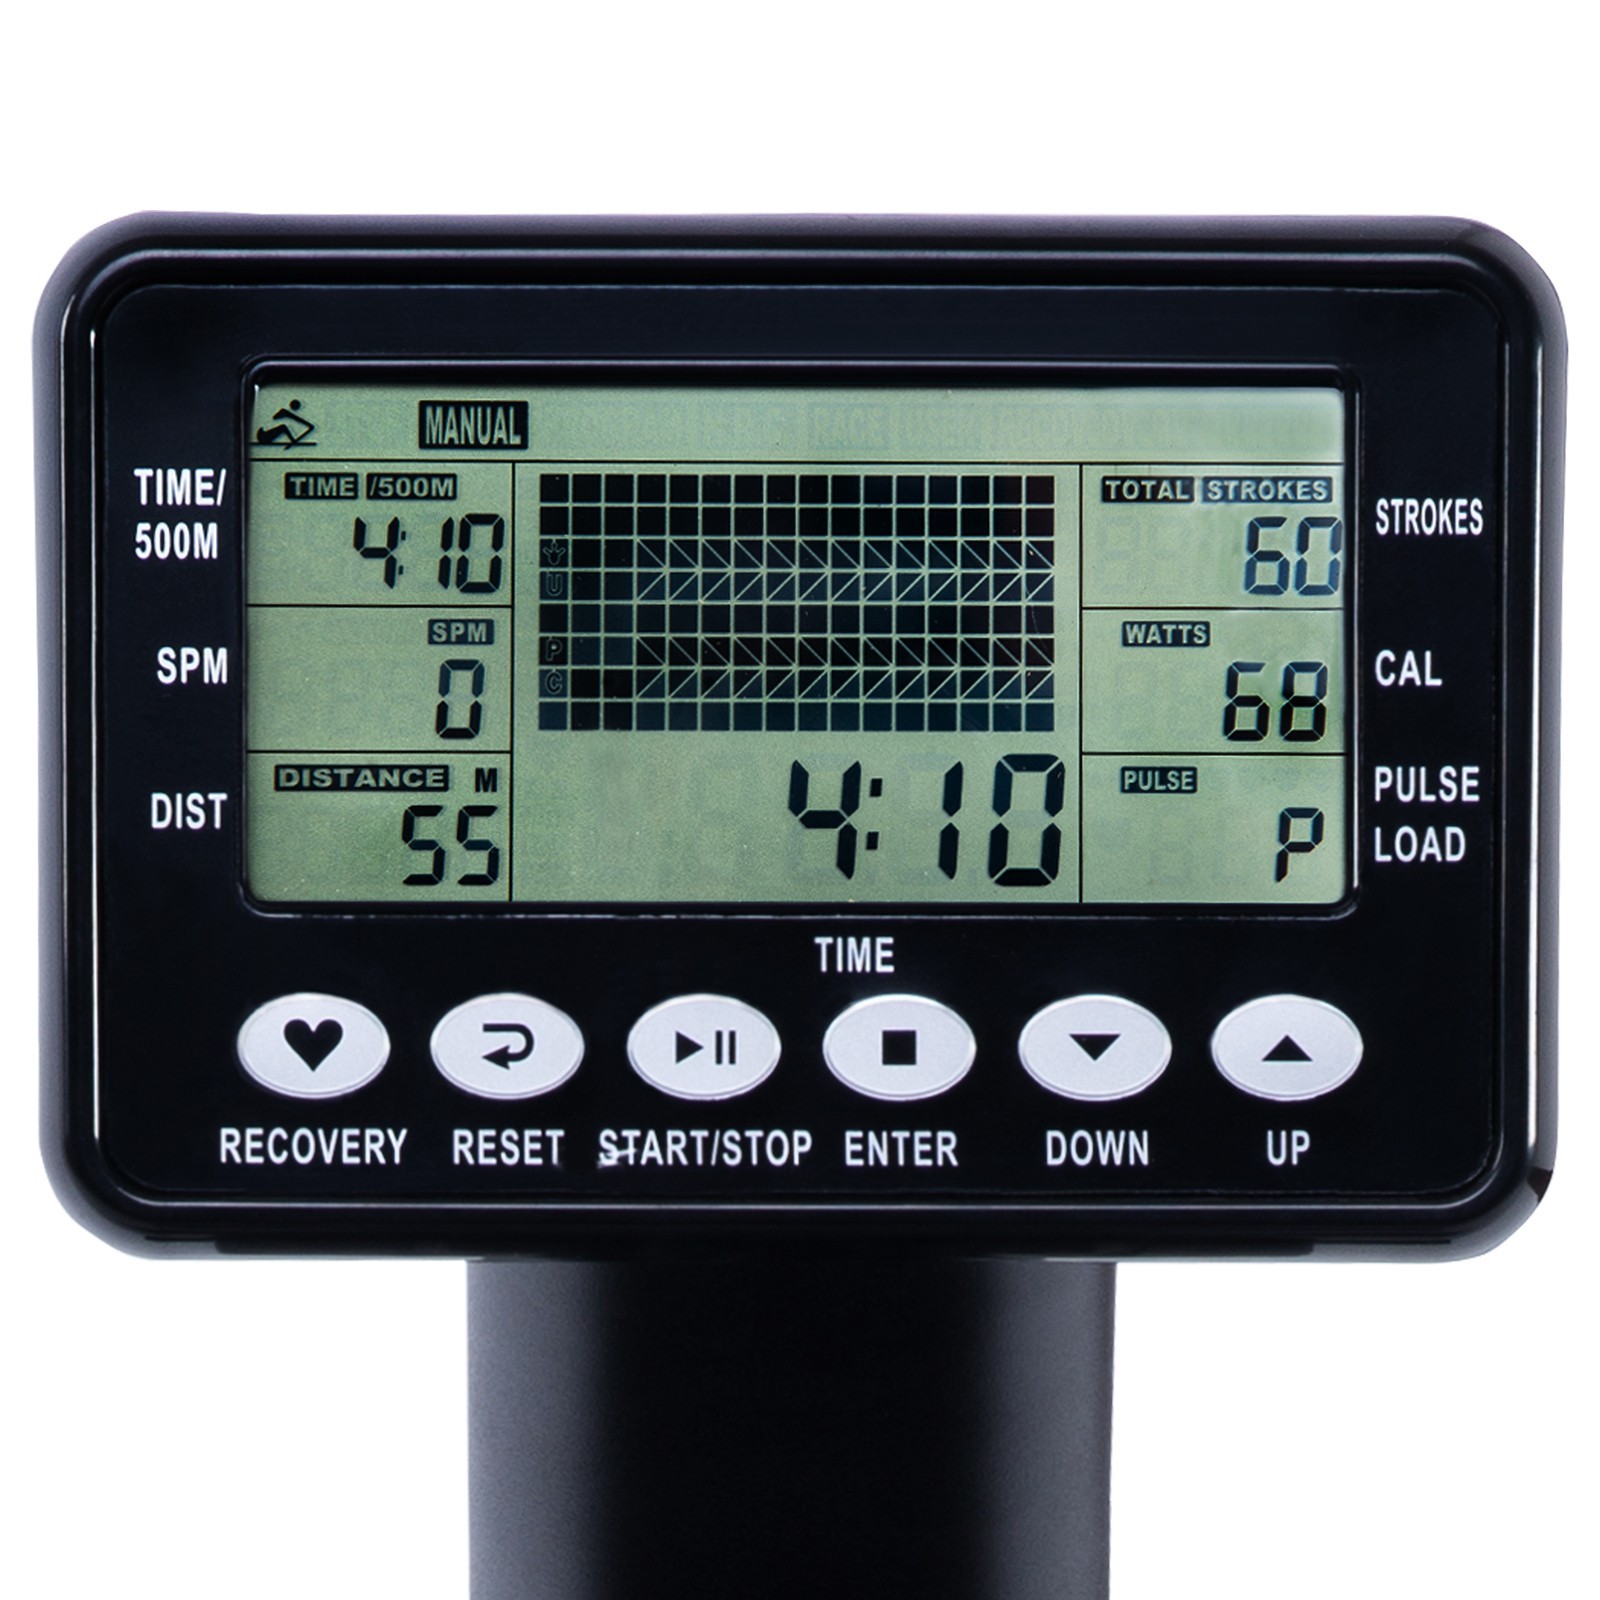 MANUAL
TIME/
500M
TIME /500M
4:10
TOTAL STROKES
60
STROKES
SPM
SPM
0
WATTS
68
CAL
DIST
DISTANCE M
55
4:10
PULSE
P
PULSE
LOAD
TIME
RECOVERY RESET START/STOP ENTER DOWN UP